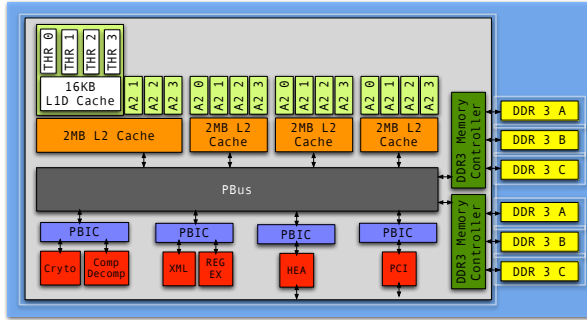 THR 0
THR 1
THR 2
THR 3
16KB
L1D Cache
A2 1
A2 2
A2 3
A2 0
A2 1
A2 2
A2 3
A2 0
A2 1
A2 2
A2 3
A2 0
A2 1
A2 2
A2 3
2MB L2 Cache
2MB L2
Cache
2MB L2
Cache
2MB L2
Cache
DDR3 Memory
Controller
DDR 3 A
DDR 3 B
DDR 3 C
PBus
DDR3 Memory
Controller
DDR 3 A
DDR 3 B
DDR 3 C
PBIC
PBIC
PBIC
PBIC
Cryto
Comp
Decomp
XML
REG
EX
HEA
PCI